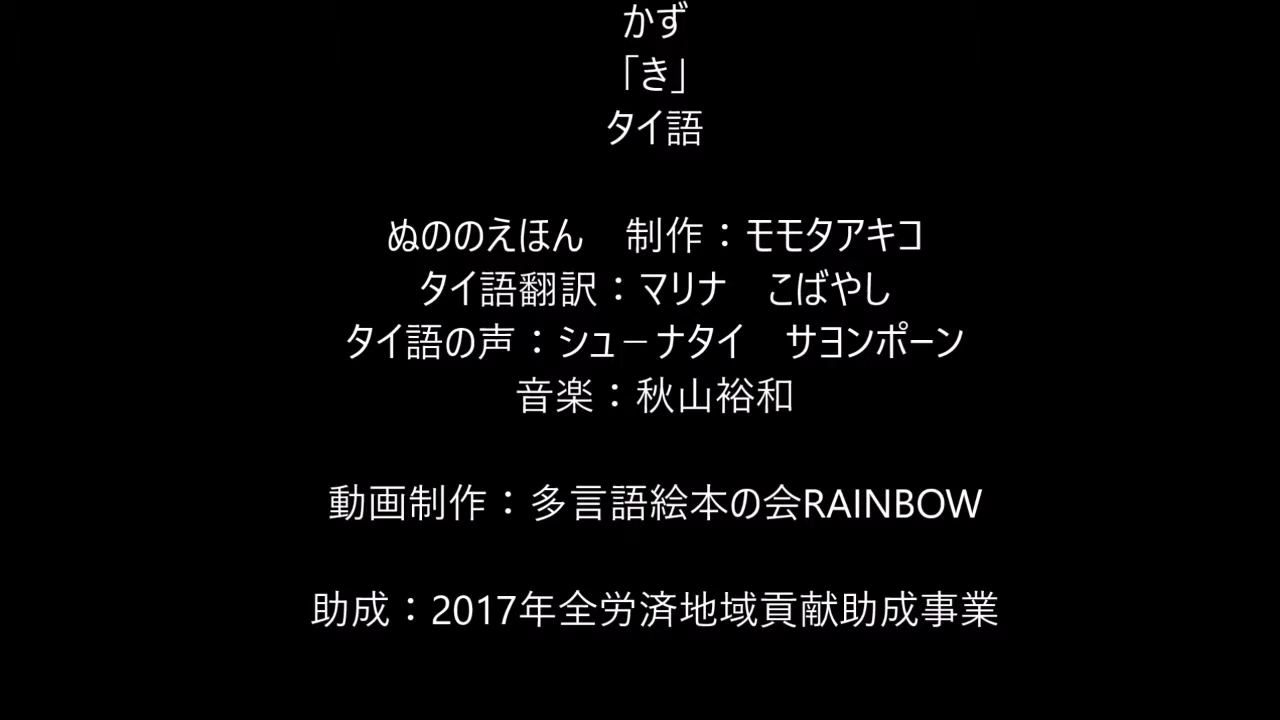 かず
「き」
タイ語
ぬののえほん　制作：モモタアキコ
タイ語翻訳：マリナ　こばやし
タイ語の声：シュ－ナタイ　サヨンポーン
音楽：秋山裕和
動画制作：多言語絵本の会RAINBOW
助成：2017年全労済地域貢献助成事業